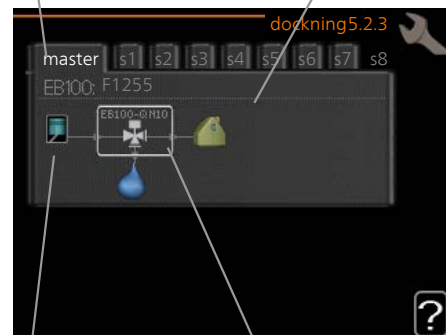 dockning5.2.3
master s1 s2 s3 s4 s5 s6 s7 s8
EB100: F1255
EB100-QN10
?